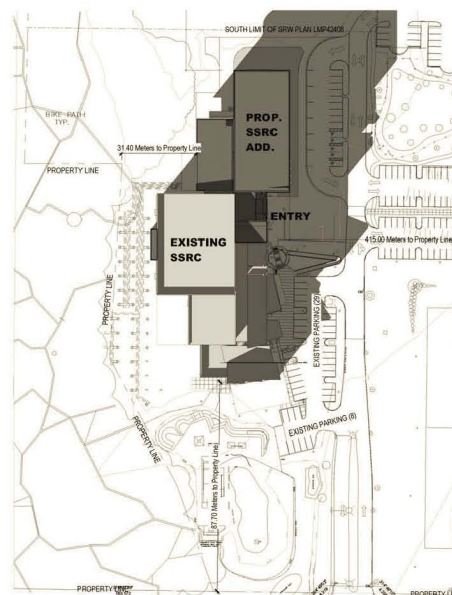 SOUTH LIMIT OF SRW PLAN LMP42408
BIKE PATH
TYP.
PROP.
SSRC
ADD.
31.40 Meters to Property Line
PROPERTY LINE
ENTRY
415.00 Meters to Property Line
EXISTING
SSRC
PROPERTY LINE
EXISTING PARKING (29)
EXISTING PARKING (8)
PROPERTY LINE
87.70 Meters to Property Line
PROPERTY LINE
PROPERTY LINE